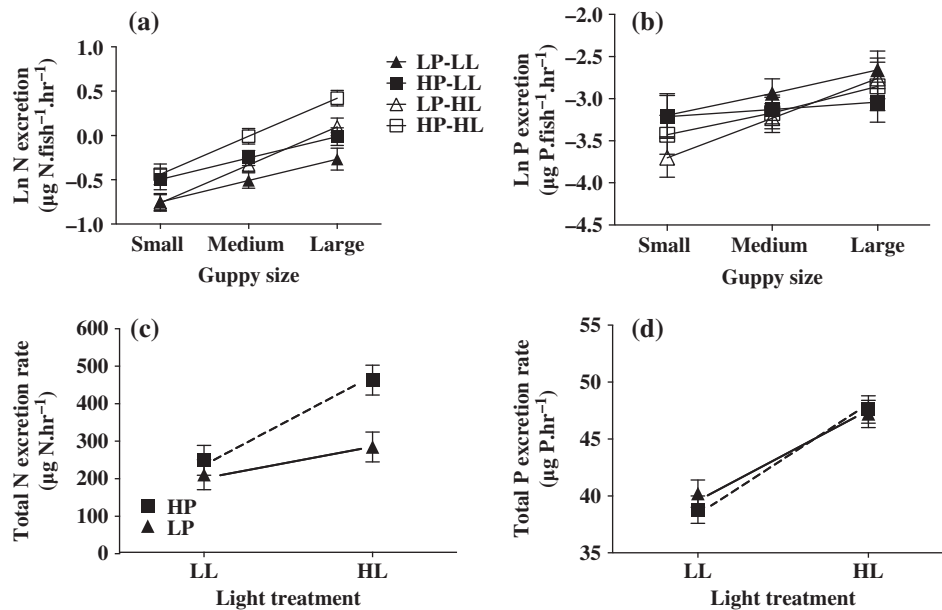 (a)
Ln N excretion
(µg N.fish⁻¹.hr⁻¹)
1.0
0.5
0.0
−0.5
−1.0
Small Medium Large
Guppy size
LP-LL
HP-LL
LP-HL
HP-HL
(b)
Ln P excretion
(µg P.fish⁻¹.hr⁻¹)
−2.0
−2.5
−3.0
−3.5
−4.0
−4.5
Small Medium Large
Guppy size
(c)
Total N excretion rate
(µg N.hr⁻¹)
600
500
400
300
200
100
0
HP
LP
LL HL
Light treatment
(d)
Total P excretion rate
(µg P.hr⁻¹)
55
50
45
40
35
LL HL
Light treatment